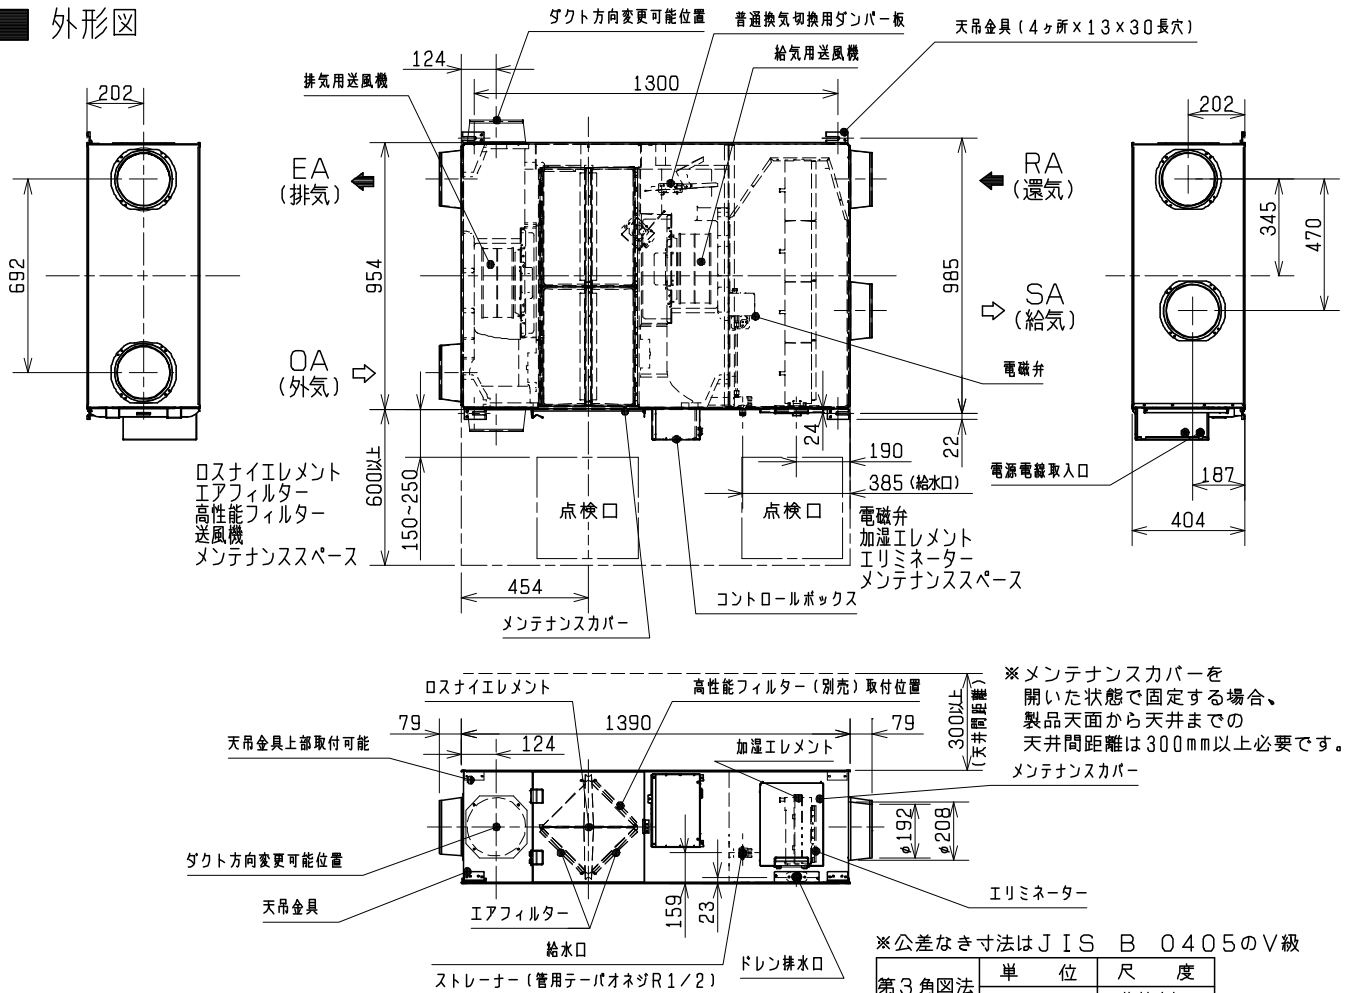 外形図
ダクト方向変更可能位置
普通換気切換用ダンパー板
天吊金具(4ヶ所×13×30長穴)
給気用送風機
排気用送風機
124
1300
202
202
EA
(排気)
RA
(還気)
692
954
985
345
470
SA
(給気)
OA
(外気)
電磁弁
24
22
190
385(給水口)
電源電線取入口
187
404
ロスナイエレメント
エアフィルター
高性能フィルター
送風機
メンテナンススペース
600以上
150~250
点検口
点検口
電磁弁
加湿エレメント
エリミネーター
メンテナンススペース
454
コントロールボックス
メンテナンスカバー
ロスナイエレメント
高性能フィルター(別売)取付位置
300以上
(天井間距離)
※メンテナンスカバーを
開いた状態で固定する場合、
製品天面から天井までの
天井間距離は300mm以上必要です。
79
1390
79
天吊金具上部取付可能
124
加湿エレメント
メンテナンスカバー
φ192
φ208
ダクト方向変更可能位置
天吊金具
エアフィルター
159
23
エリミネーター
給水口
ストレーナー(管用テーパオネジR1/2)
ドレン排水口
※公差なき寸法はJIS B 0405のV級
第3角図法
単 位
尺 度